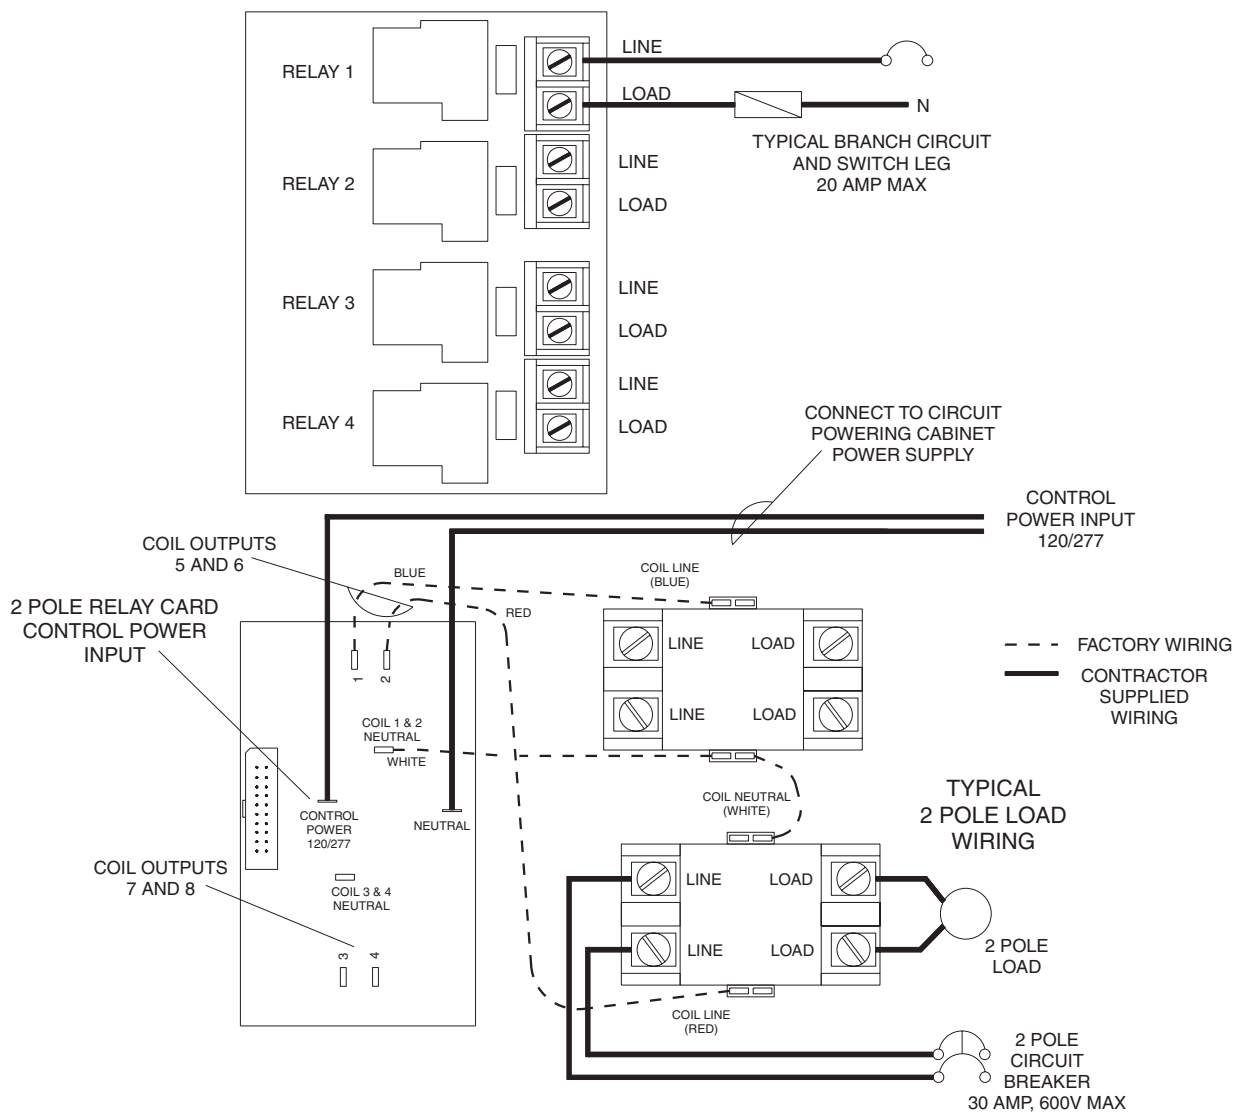 RELAY 1
LINE
LOAD
N
TYPICAL BRANCH CIRCUIT
AND SWITCH LEG
20 AMP MAX
RELAY 2
LINE
LOAD
RELAY 3
LINE
LOAD
RELAY 4
LINE
LOAD
CONNECT TO CIRCUIT
POWERING CABINET
POWER SUPPLY
CONTROL
POWER INPUT
120/277
COIL OUTPUTS
5 AND 6
BLUE
RED
COIL LINE
(BLUE)
2 POLE RELAY CARD
CONTROL POWER
INPUT
1
2
LINE
LOAD
LINE
LOAD
FACTORY WIRING
CONTRACTOR
SUPPLIED
WIRING
COIL 1 & 2
NEUTRAL
WHITE
CONTROL
POWER
120/277
NEUTRAL
COIL NEUTRAL
(WHITE)
TYPICAL
2 POLE LOAD
WIRING
COIL OUTPUTS
7 AND 8
COIL 3 & 4
NEUTRAL
3
4
LINE
LOAD
LINE
LOAD
2 POLE
LOAD
COIL LINE
(RED)
2 POLE
CIRCUIT
BREAKER
30 AMP, 600V MAX